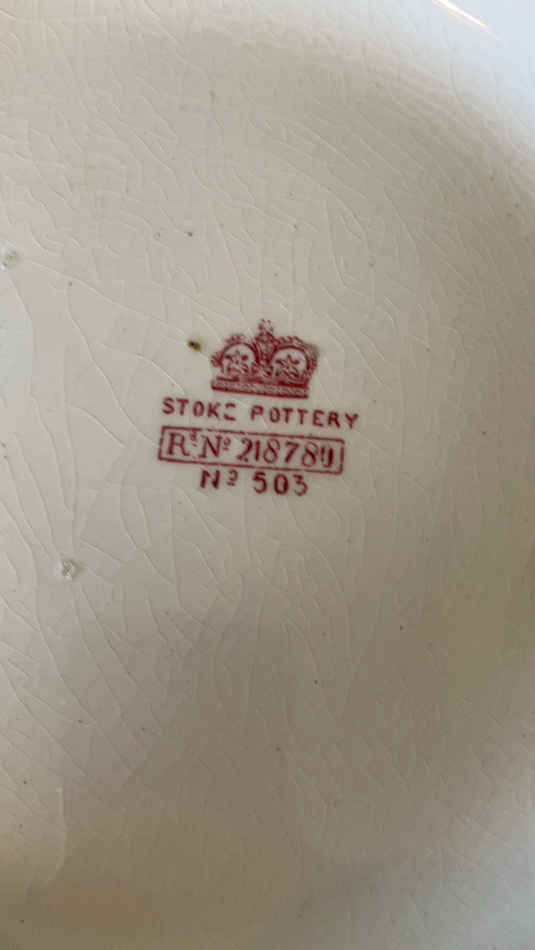 STOKE POTTERY
Rd No 218789
No 503